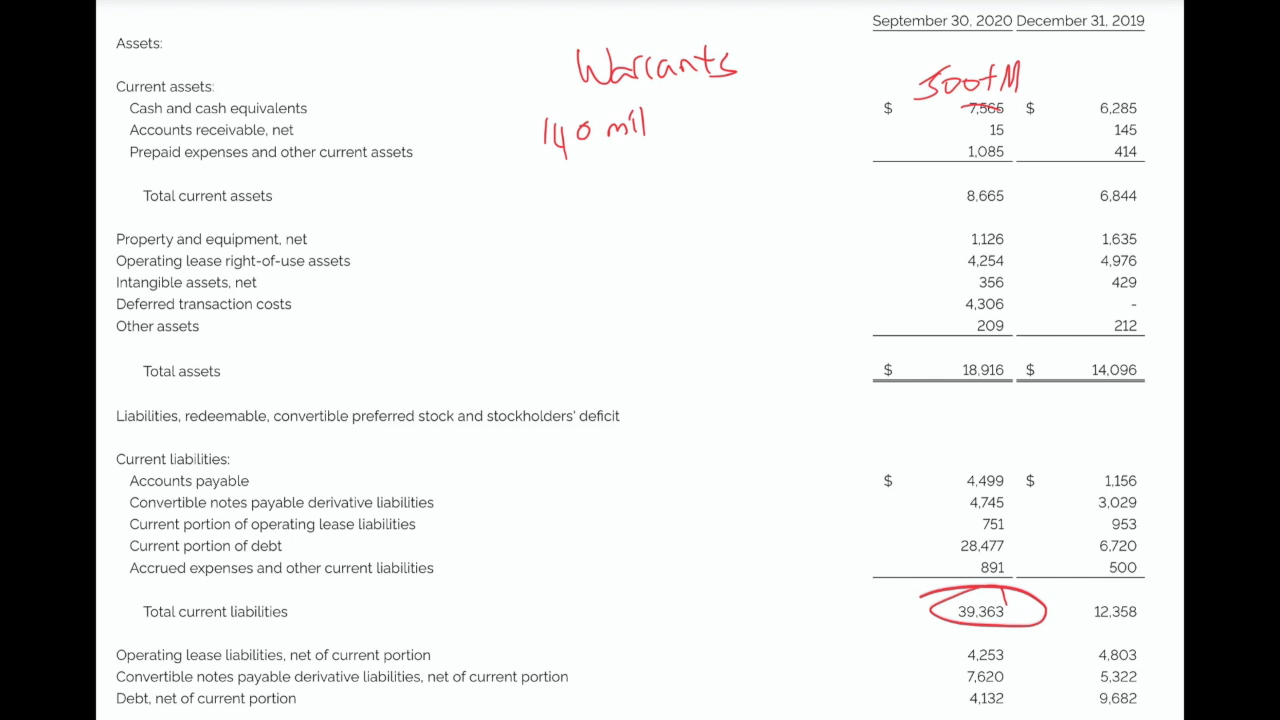 September 30, 2020 December 31, 2019
Assets:
Warrants
Current assets:
500+M
Cash and cash equivalents $ 7,565 $ 6,285
140 mil
Accounts receivable, net 15 145
Prepaid expenses and other current assets 1,085 414
Total current assets 8,665 6,844
Property and equipment, net 1,126 1,635
Operating lease right-of-use assets 4,254 4,976
Intangible assets, net 356 429
Deferred transaction costs 4,306 -
Other assets 209 212
Total assets $ 18,916 $ 14,096
Liabilities, redeemable, convertible preferred stock and stockholders' deficit
Current liabilities:
Accounts payable $ 4,499 $ 1,156
Convertible notes payable derivative liabilities 4,745 3,029
Current portion of operating lease liabilities 751 953
Current portion of debt 28,477 6,720
Accrued expenses and other current liabilities 891 500
Total current liabilities 39,363 12,358
Operating lease liabilities, net of current portion 4,253 4,803
Convertible notes payable derivative liabilities, net of current portion 7,620 5,322
Debt, net of current portion 4,132 9,682